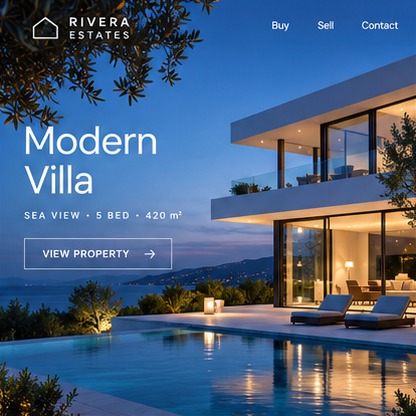 RIVERA
ESTATES
Buy Sell Contact
Modern
Villa
SEA VIEW • 5 BED • 420 m²
VIEW PROPERTY →